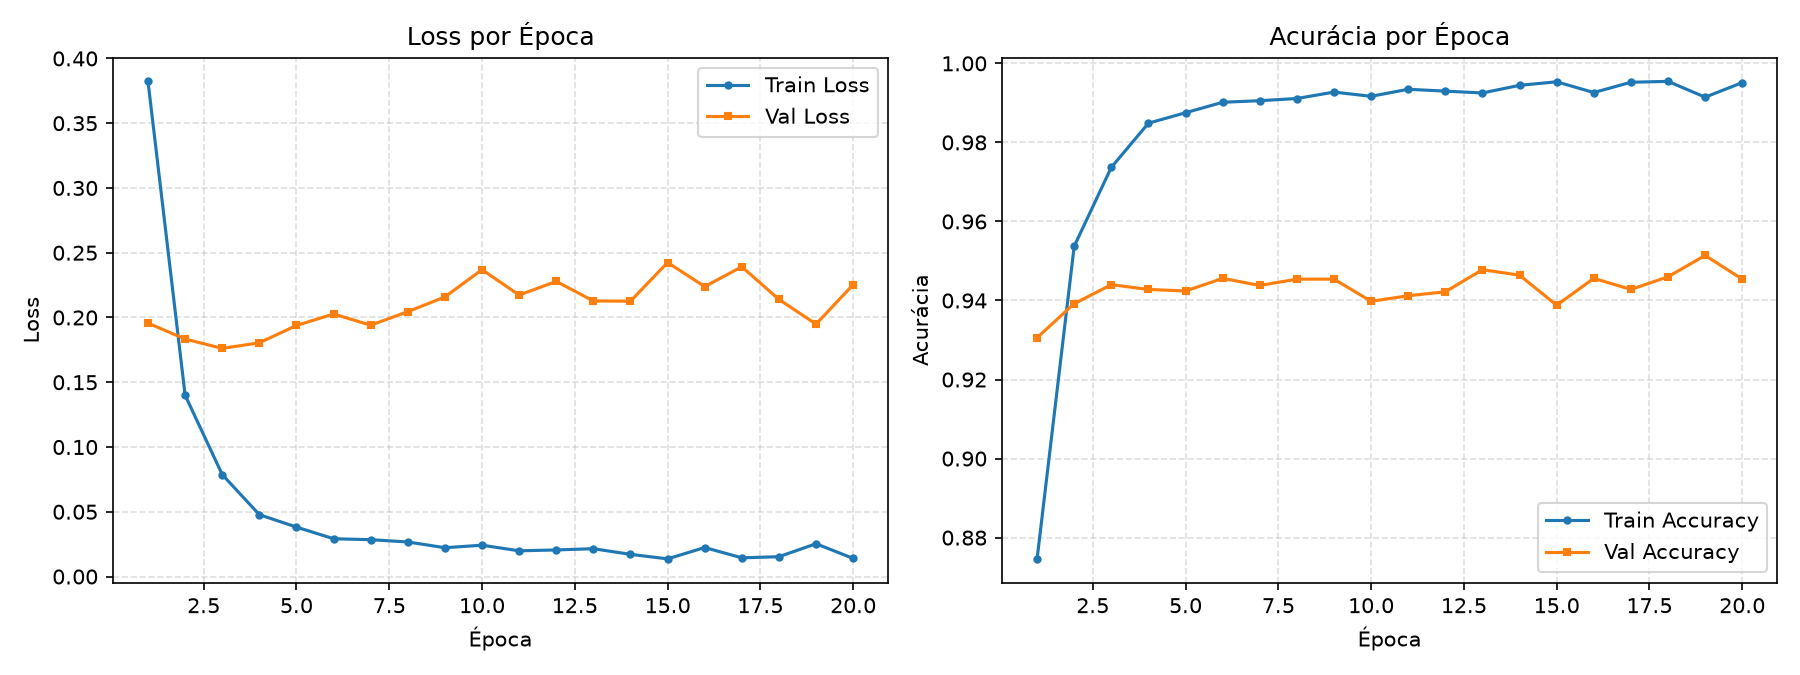 Loss por Época
0.40
0.35
0.30
0.25
0.20
0.15
0.10
0.05
0.00
Loss
Train Loss
Val Loss
2.5 5.0 7.5 10.0 12.5 15.0 17.5 20.0
Época
Acurácia por Época
1.00
0.98
0.96
0.94
0.92
0.90
0.88
Acurácia
Train Accuracy
Val Accuracy
2.5 5.0 7.5 10.0 12.5 15.0 17.5 20.0
Época